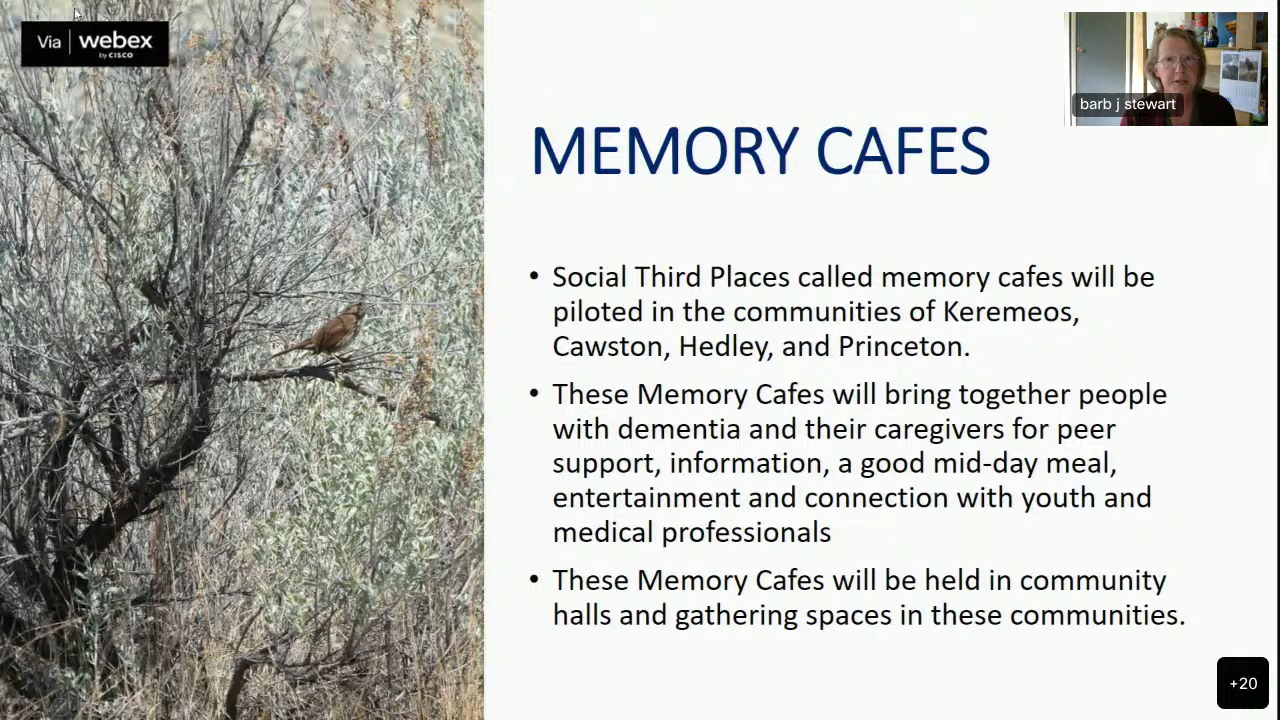 Via webex
by CISCO
barb j stewart
MEMORY CAFES
• Social Third Places called memory cafes will be
piloted in the communities of Keremeos,
Cawston, Hedley, and Princeton.
• These Memory Cafes will bring together people
with dementia and their caregivers for peer
support, information, a good mid-day meal,
entertainment and connection with youth and
medical professionals
• These Memory Cafes will be held in community
halls and gathering spaces in these communities.
+20